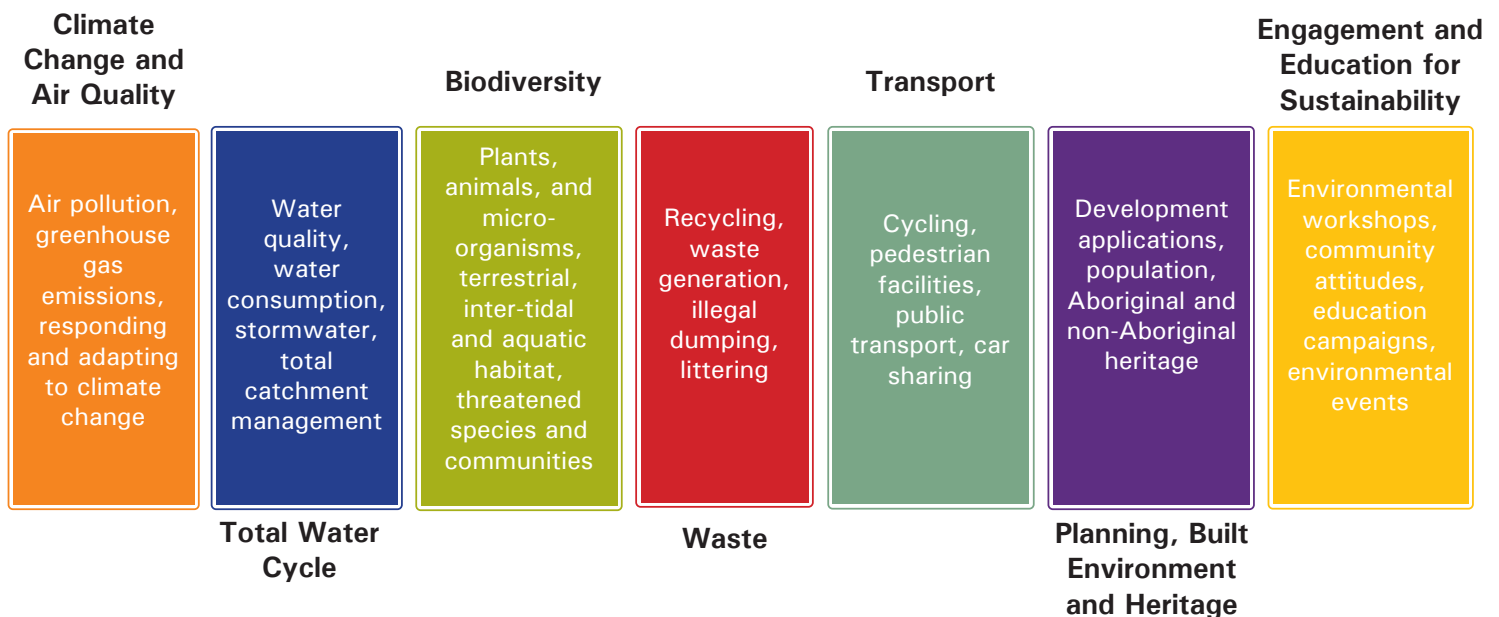 Climate
Change and
Air Quality
Air pollution,
greenhouse
gas
emissions,
responding
and adapting
to climate
change
Water
quality,
water
consumption,
stormwater,
total
catchment
management
Total Water
Cycle
Biodiversity
Plants,
animals, and
micro-
organisms,
terrestrial,
inter-tidal
and aquatic
habitat,
threatened
species and
communities
Recycling,
waste
generation,
illegal
dumping,
littering
Waste
Transport
Cycling,
pedestrian
facilities,
public
transport, car
sharing
Development
applications,
population,
Aboriginal and
non-Aboriginal
heritage
Planning, Built
Environment
and Heritage
Engagement and
Education for
Sustainability
Environmental
workshops,
community
attitudes,
education
campaigns,
environmental
events